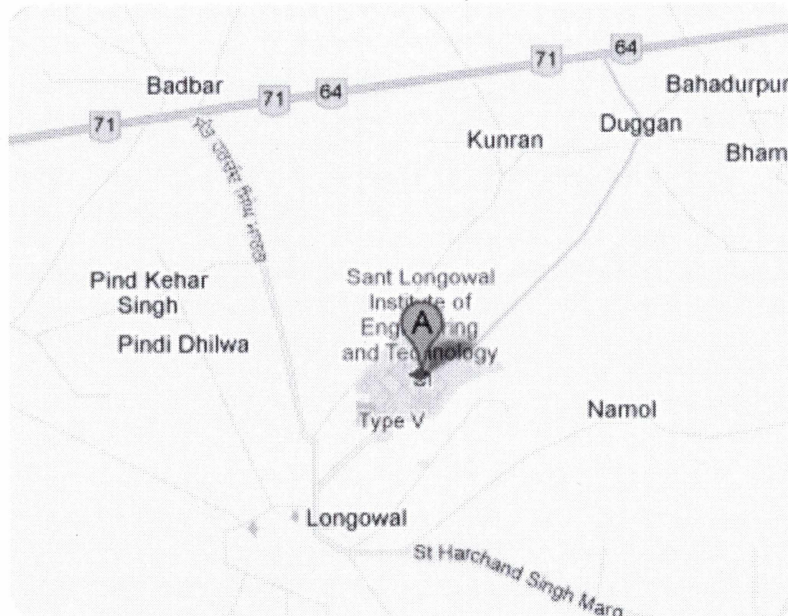 71
64
71
64
71
Badbar
Bahadurpur
Duggan
Kunran
Bham
Pind Kehar
Singh
Pindi Dhilwa
Sant Longowal
Institute of
Engineering
and Technology
Sl
A
Type V
Namol
Longowal
St Harchand Singh Marg